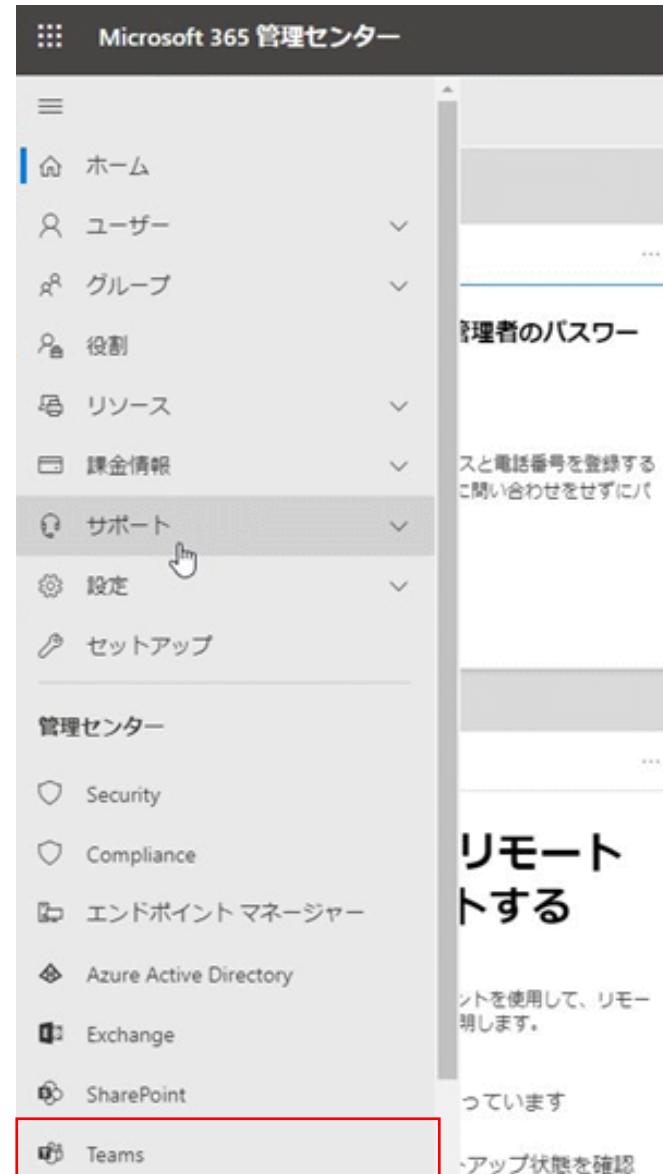 Microsoft 365 管理センター
ホーム
ユーザー
グループ
役割
リソース
課金情報
サポート
設定
セットアップ
管理センター
Security
Compliance
エンドポイント マネージャー
Azure Active Directory
Exchange
SharePoint
Teams
管理者のパスワー
スと電話番号を登録する
に問い合わせをせずにパ
リモート
トする
ントを使用して、リモー
明します。
っています
トアップ状態を確認